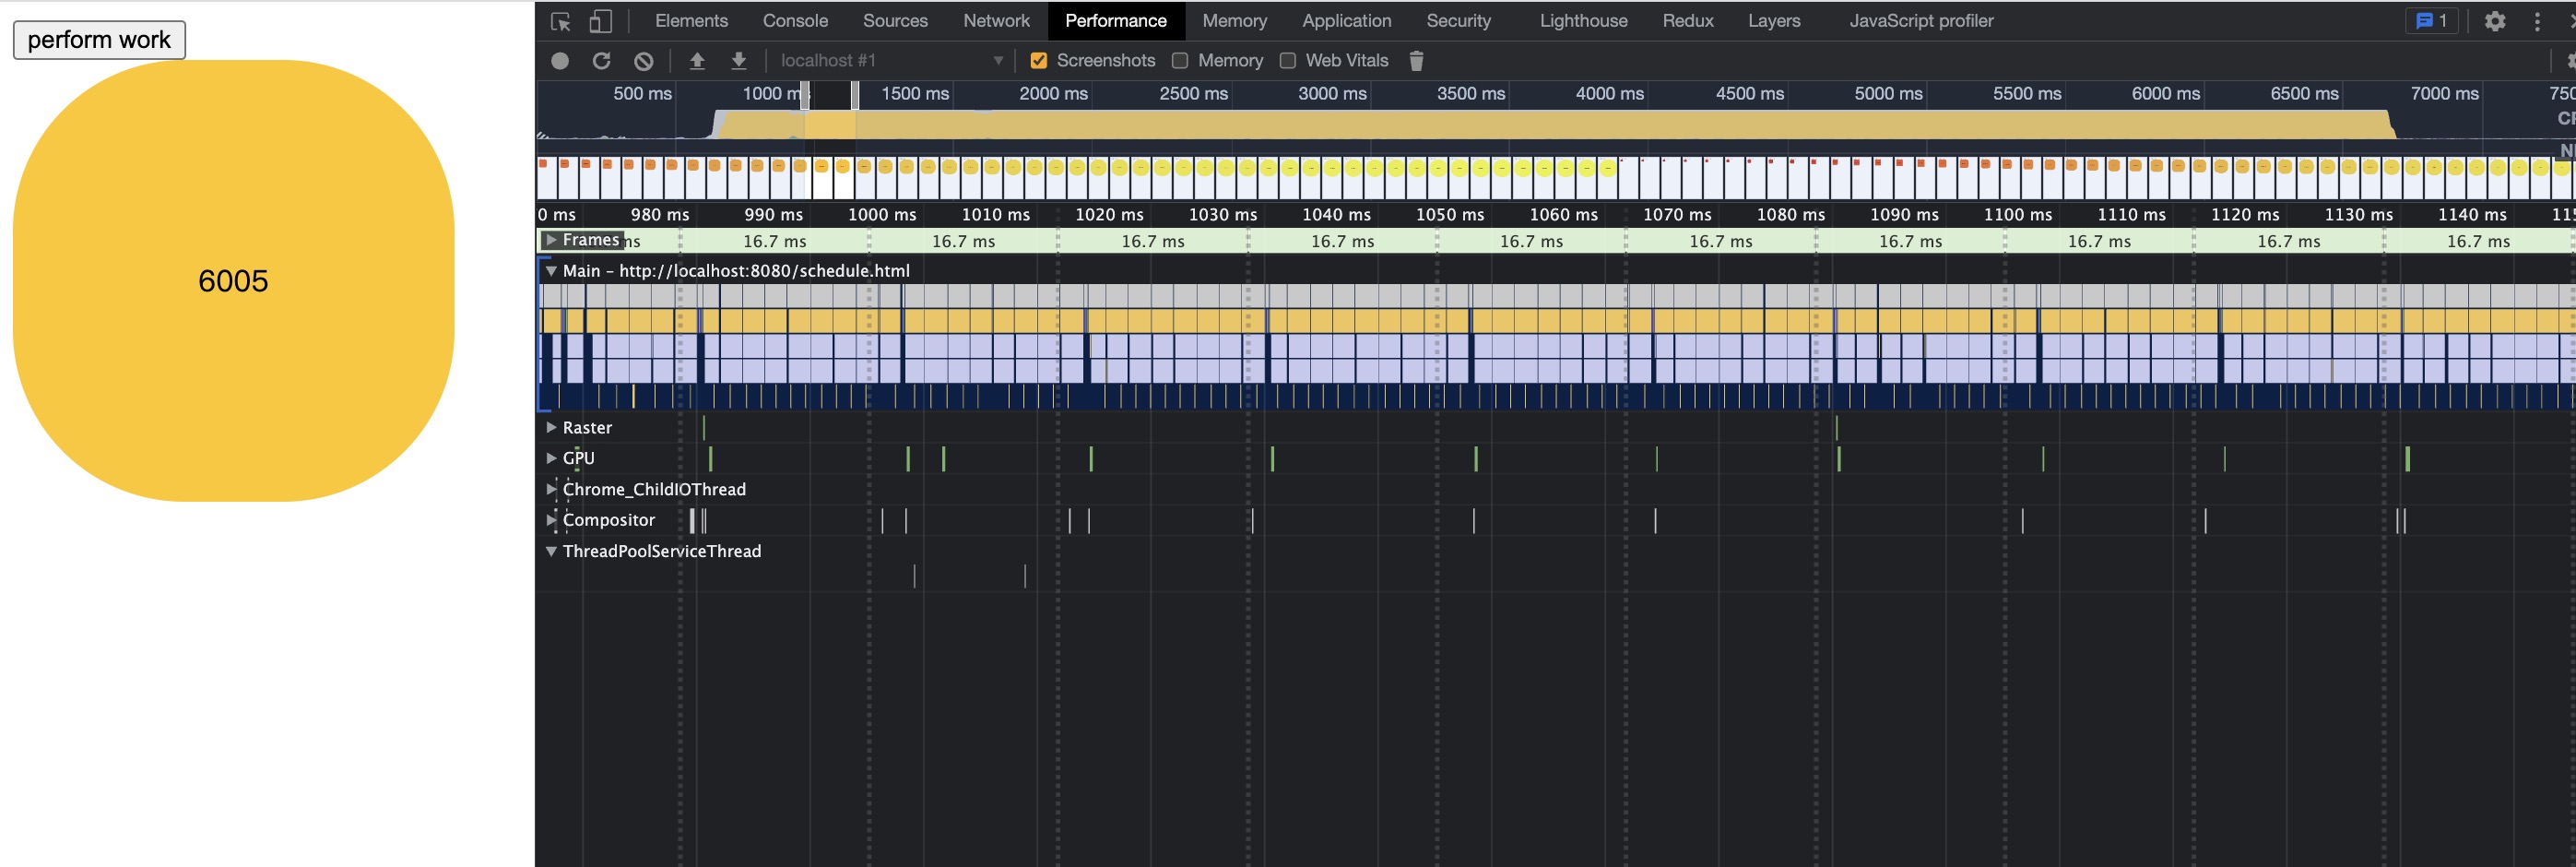 perform work
6005
Elements Console Sources Network Performance Memory Application Security Lighthouse Redux Layers JavaScript profiler 1
localhost #1 Screenshots Memory Web Vitals
500 ms 1000 m 1500 ms 2000 ms 2500 ms 3000 ms 3500 ms 4000 ms 4500 ms 5000 ms 5500 ms 6000 ms 6500 ms 7000 ms 750
0 ms 980 ms 990 ms 1000 ms 1010 ms 1020 ms 1030 ms 1040 ms 1050 ms 1060 ms 1070 ms 1080 ms 1090 ms 1100 ms 1110 ms 1120 ms 1130 ms 1140 ms 115
Frames ms 16.7 ms 16.7 ms 16.7 ms 16.7 ms 16.7 ms 16.7 ms 16.7 ms 16.7 ms 16.7 ms 16.7 ms
Main – http://localhost:8080/schedule.html
Raster
GPU
Chrome_ChildIOThread
Compositor
ThreadPoolServiceThread